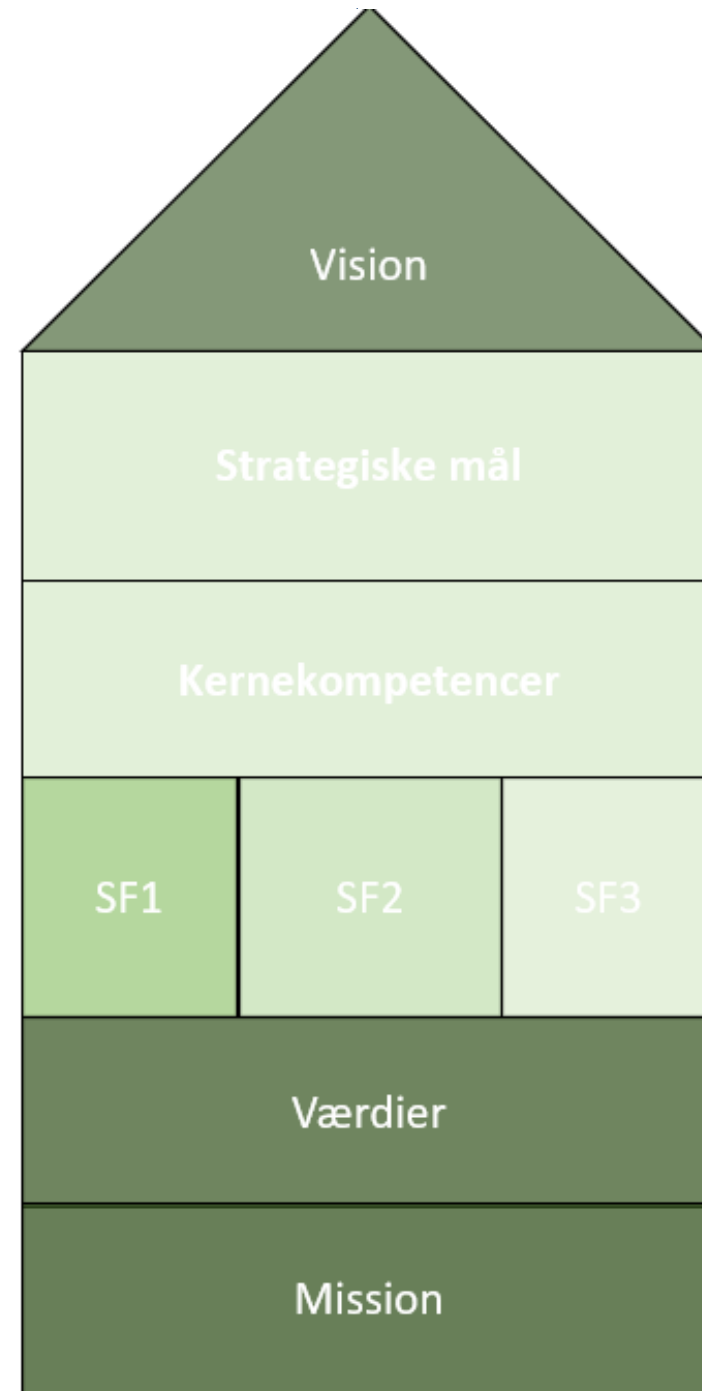 Vision
Strategiske mål
Kernekompetencer
SF1 SF2 SF3
Værdier
Mission